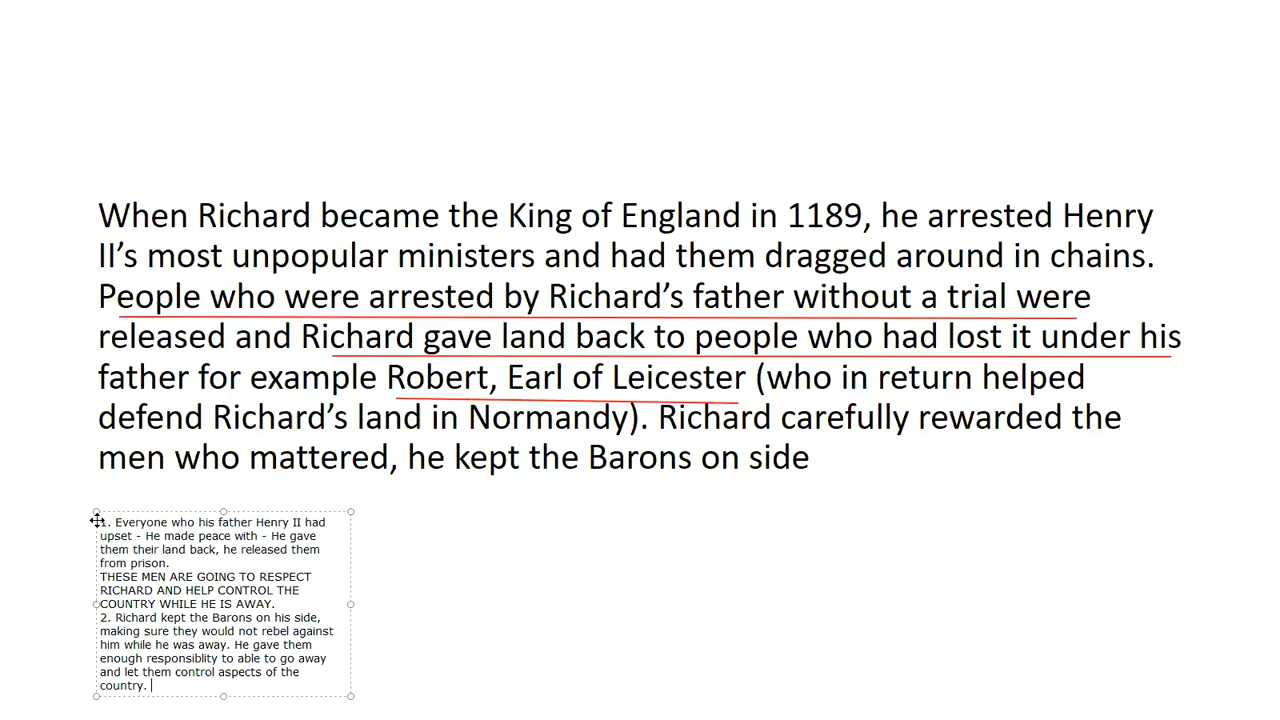 When Richard became the King of England in 1189, he arrested Henry
II’s most unpopular ministers and had them dragged around in chains.
People who were arrested by Richard’s father without a trial were
released and Richard gave land back to people who had lost it under his
father for example Robert, Earl of Leicester (who in return helped
defend Richard’s land in Normandy). Richard carefully rewarded the
men who mattered, he kept the Barons on side
1. Everyone who his father Henry II had
upset - He made peace with - He gave
them their land back, he released them
from prison.
THESE MEN ARE GOING TO RESPECT
RICHARD AND HELP CONTROL THE
COUNTRY WHILE HE IS AWAY.
2. Richard kept the Barons on his side,
making sure they would not rebel against
him while he was away. He gave them
enough responsiblity to able to go away
and let them control aspects of the
country.